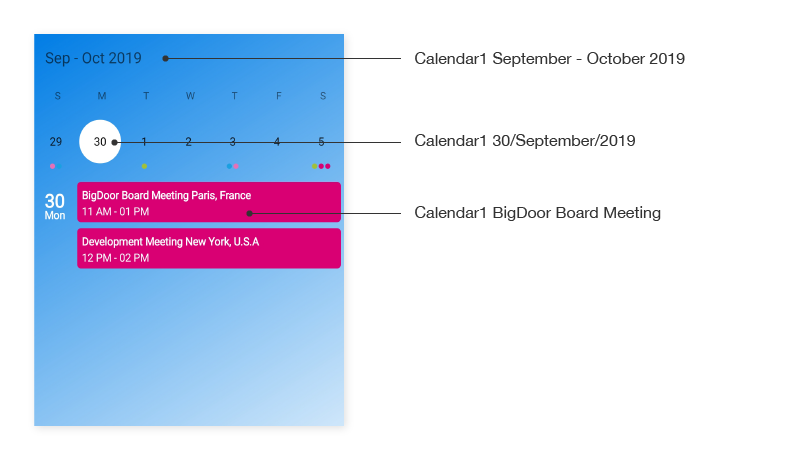 Sep - Oct 2019
Calendar1 September - October 2019
S M T W T F S
29 30 1 2 3 4 5
Calendar1 30/September/2019
30
Mon
BigDoor Board Meeting Paris, France
11 AM - 01 PM
Calendar1 BigDoor Board Meeting
Development Meeting New York, U.S.A
12 PM - 02 PM